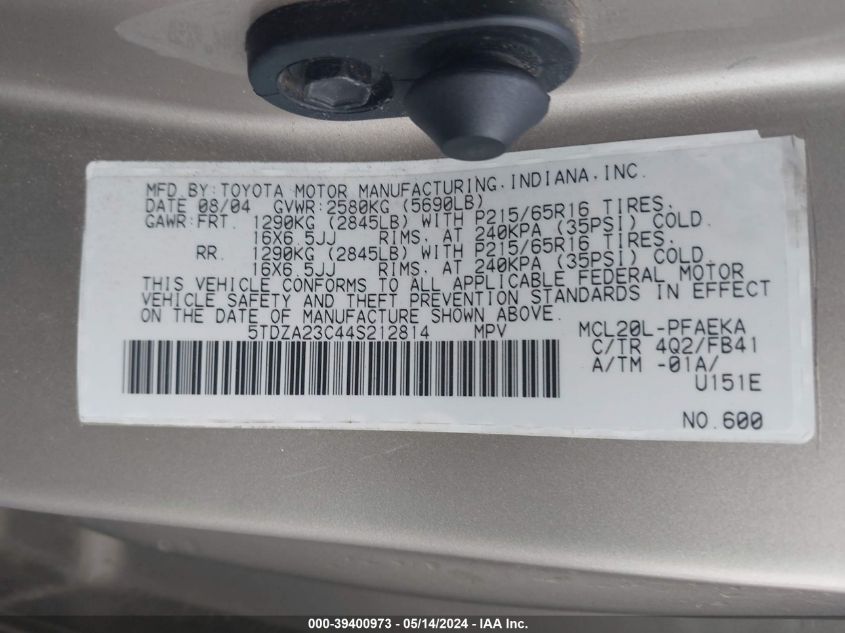 MFD.BY:TOYOTA MOTOR MANUFACTURING.INDIANA,INC.
DATE 08/04 GVWR:2580KG (5690LB)
GAWR:FRT. 1290KG (2845LB) WITH P215/65R16 TIRES.
16X6.5JJ RIMS, AT 240KPA (35PSI) COLD.
RR. 1290KG (2845LB) WITH P215/65R16 TIRES.
16X6.5JJ RIMS, AT 240KPA (35PSI) COLD.
THIS VEHICLE CONFORMS TO ALL APPLICABLE FEDERAL MOTOR
VEHICLE SAFETY AND THEFT PREVENTION STANDARDS IN EFFECT
ON THE DATE OF MANUFACTURE SHOWN ABOVE.
5TDZA23C44S212814 MPV MCL20L-PFAEKA
C/TR 4Q2/FB41
A/TM -01A/
U151E
NO.600
000-39400973 - 05/14/2024 - IAA Inc.